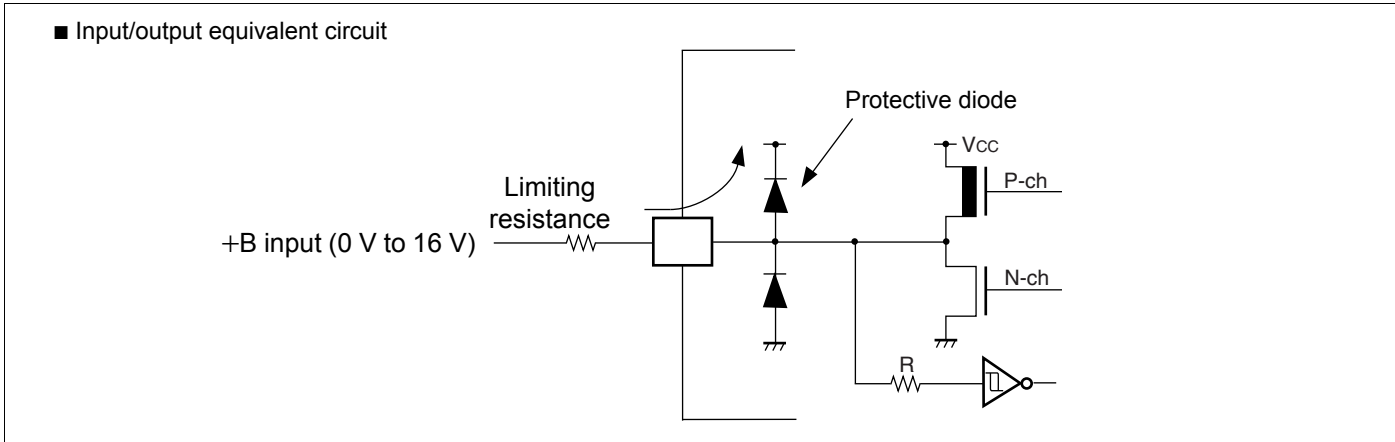 ■ Input/output equivalent circuit
Protective diode
Vcc
P-ch
Limiting
resistance
+B input (0 V to 16 V)
N-ch
R